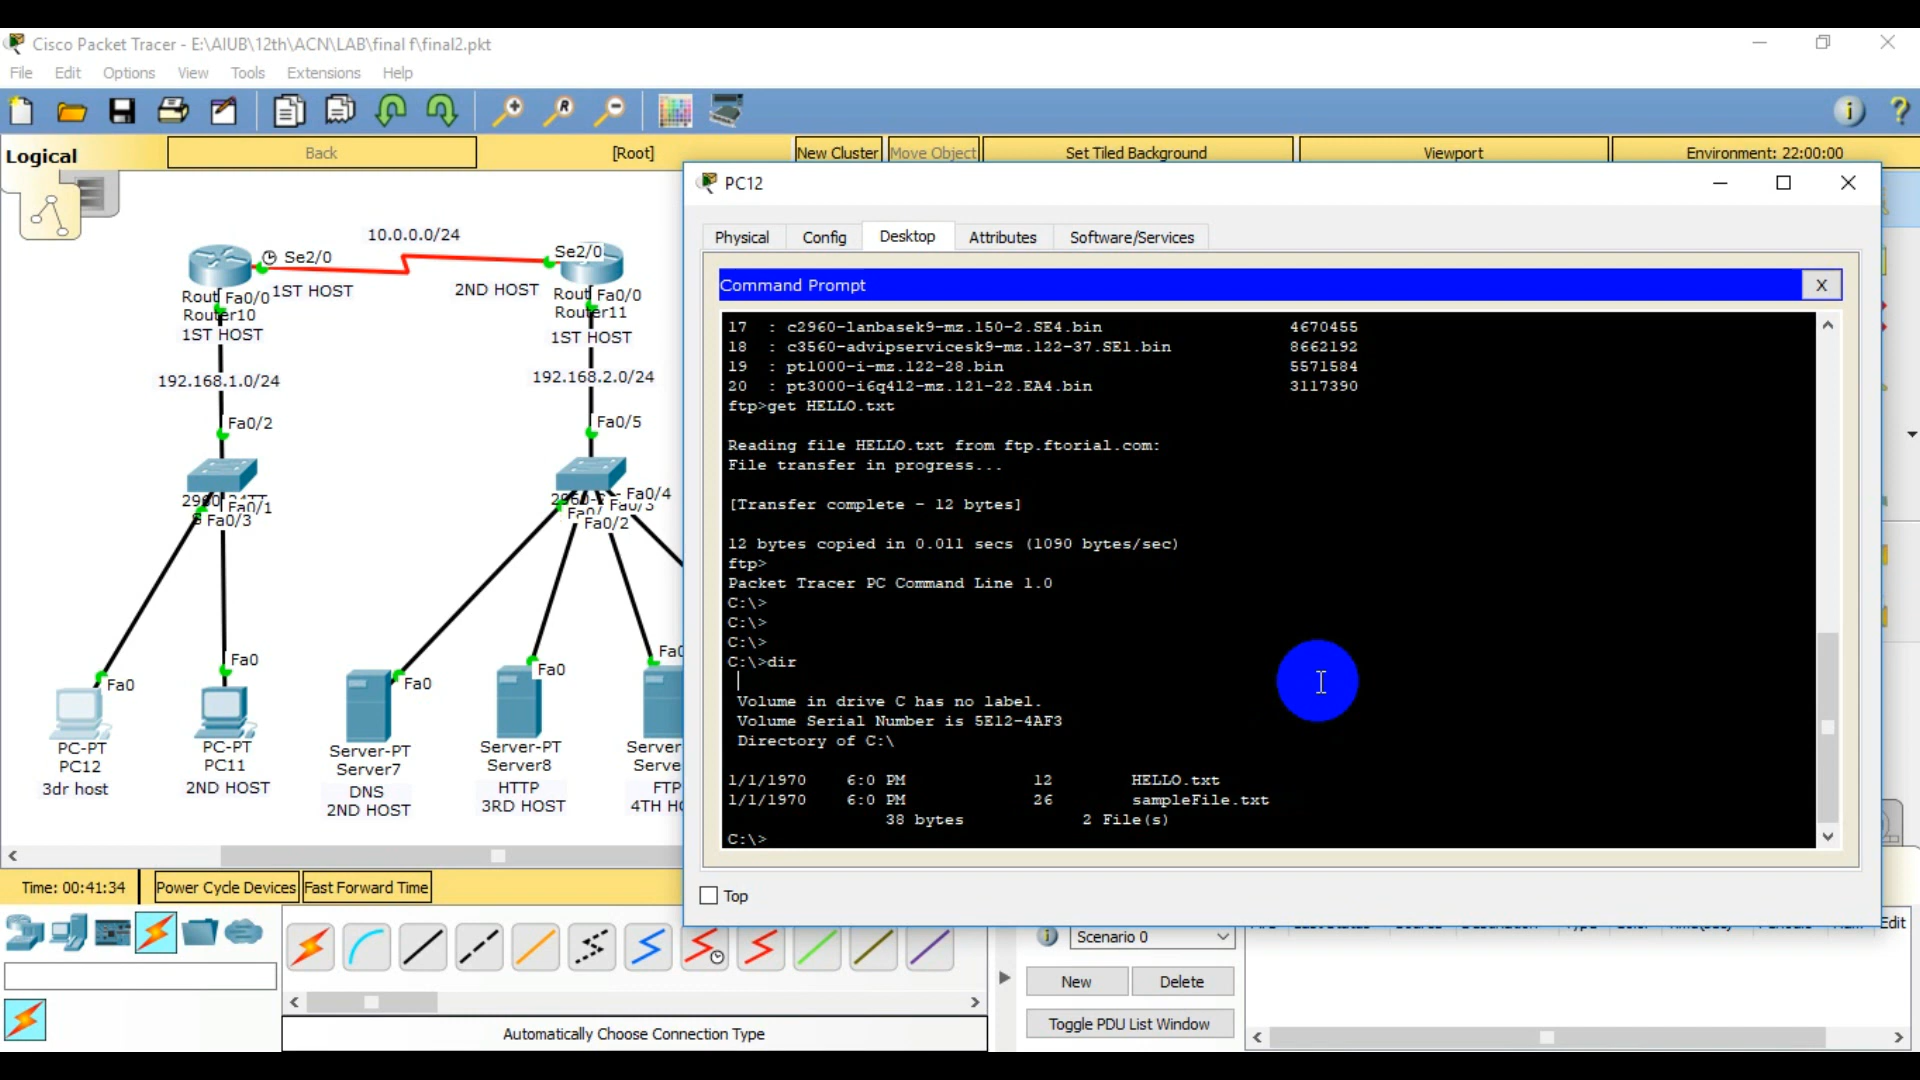 Cisco Packet Tracer - E:\AIUB\12th\ACN\LAB\final f\final2.pkt
File Edit Options View Tools Extensions Help
Logical
Back
[Root]
New Cluster
Move Object
Set Tiled Background
Viewport
Environment: 22:00:00
10.0.0.0/24
Se2/0
Se2/0
1ST HOST
2ND HOST
Rout Fa0/0
Router10
1ST HOST
Rout Fa0/0
Router11
1ST HOST
192.168.1.0/24
192.168.2.0/24
Fa0/2
Fa0/5
Fa0/1
Fa0/3
Fa0/4
Fa0/2
Fa0
Fa0
Fa0
Fa0
PC-PT
PC12
3dr host
PC-PT
PC11
2ND HOST
Server-PT
Server7
DNS
2ND HOST
Server-PT
Server8
HTTP
3RD HOST
Server
Serve
FTP
4TH HO
PC12
Physical Config Desktop Attributes Software/Services
Command Prompt
X
17 : c2960-lanbasek9-mz.150-2.SE4.bin 4670455
18 : c3560-advipservicesk9-mz.122-37.SE1.bin 8662192
19 : pt1000-i-mz.122-28.bin 5571584
20 : pt3000-i6q4l2-mz.121-22.EA4.bin 3117390
ftp>get HELLO.txt
Reading file HELLO.txt from ftp.ftorial.com:
File transfer in progress...
[Transfer complete - 12 bytes]
12 bytes copied in 0.011 secs (1090 bytes/sec)
ftp>
Packet Tracer PC Command Line 1.0
C:\>
C:\>
C:\>
C:\>dir
Volume in drive C has no label.
Volume Serial Number is 5E12-4AF3
Directory of C:\
1/1/1970 6:0 PM 12 HELLO.txt
1/1/1970 6:0 PM 26 sampleFile.txt
38 bytes 2 File(s)
C:\>
Top
Time: 00:41:34
Power Cycle Devices
Fast Forward Time
Scenario 0
New
Delete
Toggle PDU List Window
Edit
Automatically Choose Connection Type